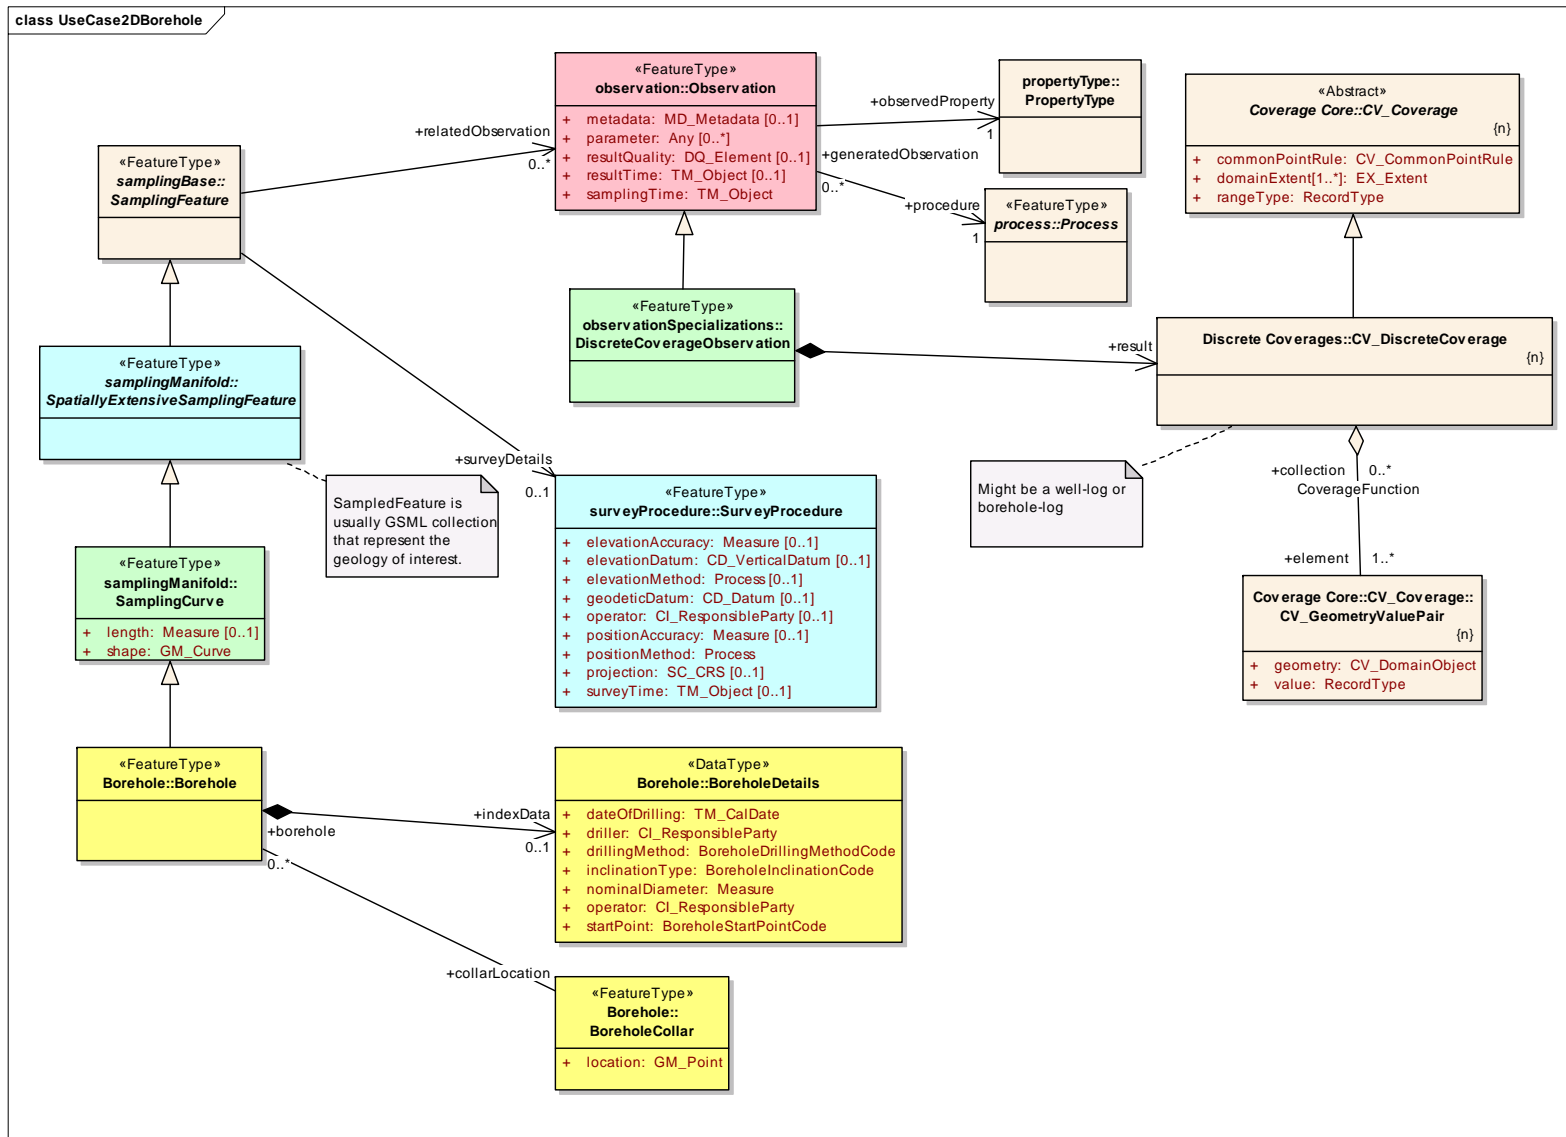 class UseCase2DBorehole
«FeatureType»
observation::Observation
+ metadata: MD_Metadata [0..1]
+ parameter: Any [0..*]
+ resultQuality: DQ_Element [0..1]
+ resultTime: TM_Object [0..1]
+ samplingTime: TM_Object
propertyType::
PropertyType
«Abstract»
Coverage Core::CV_Coverage
{n}
+ commonPointRule: CV_CommonPointRule
+ domainExtent[1..*]: EX_Extent
+ rangeType: RecordType
+observedProperty
1
+relatedObservation
0..*
+generatedObservation
0..*
+procedure
1
«FeatureType»
samplingBase::
SamplingFeature
«FeatureType»
process::Process
«FeatureType»
observationSpecializations::
DiscreteCoverageObservation
+result
Discrete Coverages::CV_DiscreteCoverage
{n}
«FeatureType»
samplingManifold::
SpatiallyExtensiveSamplingFeature
+surveyDetails
0..1
SampledFeature is
usually GSML collection
that represent the
geology of interest.
«FeatureType»
surveyProcedure::SurveyProcedure
+ elevationAccuracy: Measure [0..1]
+ elevationDatum: CD_VerticalDatum [0..1]
+ elevationMethod: Process [0..1]
+ geodeticDatum: CD_Datum [0..1]
+ operator: CI_ResponsibleParty [0..1]
+ positionAccuracy: Measure [0..1]
+ positionMethod: Process
+ projection: SC_CRS [0..1]
+ surveyTime: TM_Object [0..1]
Might be a well-log or
borehole-log
+collection 0..*
CoverageFunction
+element 1..*
Coverage Core::CV_Coverage::
CV_GeometryValuePair
{n}
+ geometry: CV_DomainObject
+ value: RecordType
«FeatureType»
samplingManifold::
SamplingCurve
+ length: Measure [0..1]
+ shape: GM_Curve
«FeatureType»
Borehole::Borehole
+indexData
0..1
+borehole
0..*
«DataType»
Borehole::BoreholeDetails
+ dateOfDrilling: TM_CalDate
+ driller: CI_ResponsibleParty
+ drillingMethod: BoreholeDrillingMethodCode
+ inclinationType: BoreholeInclinationCode
+ nominalDiameter: Measure
+ operator: CI_ResponsibleParty
+ startPoint: BoreholeStartPointCode
+collarLocation
«FeatureType»
Borehole::
BoreholeCollar
+ location: GM_Point